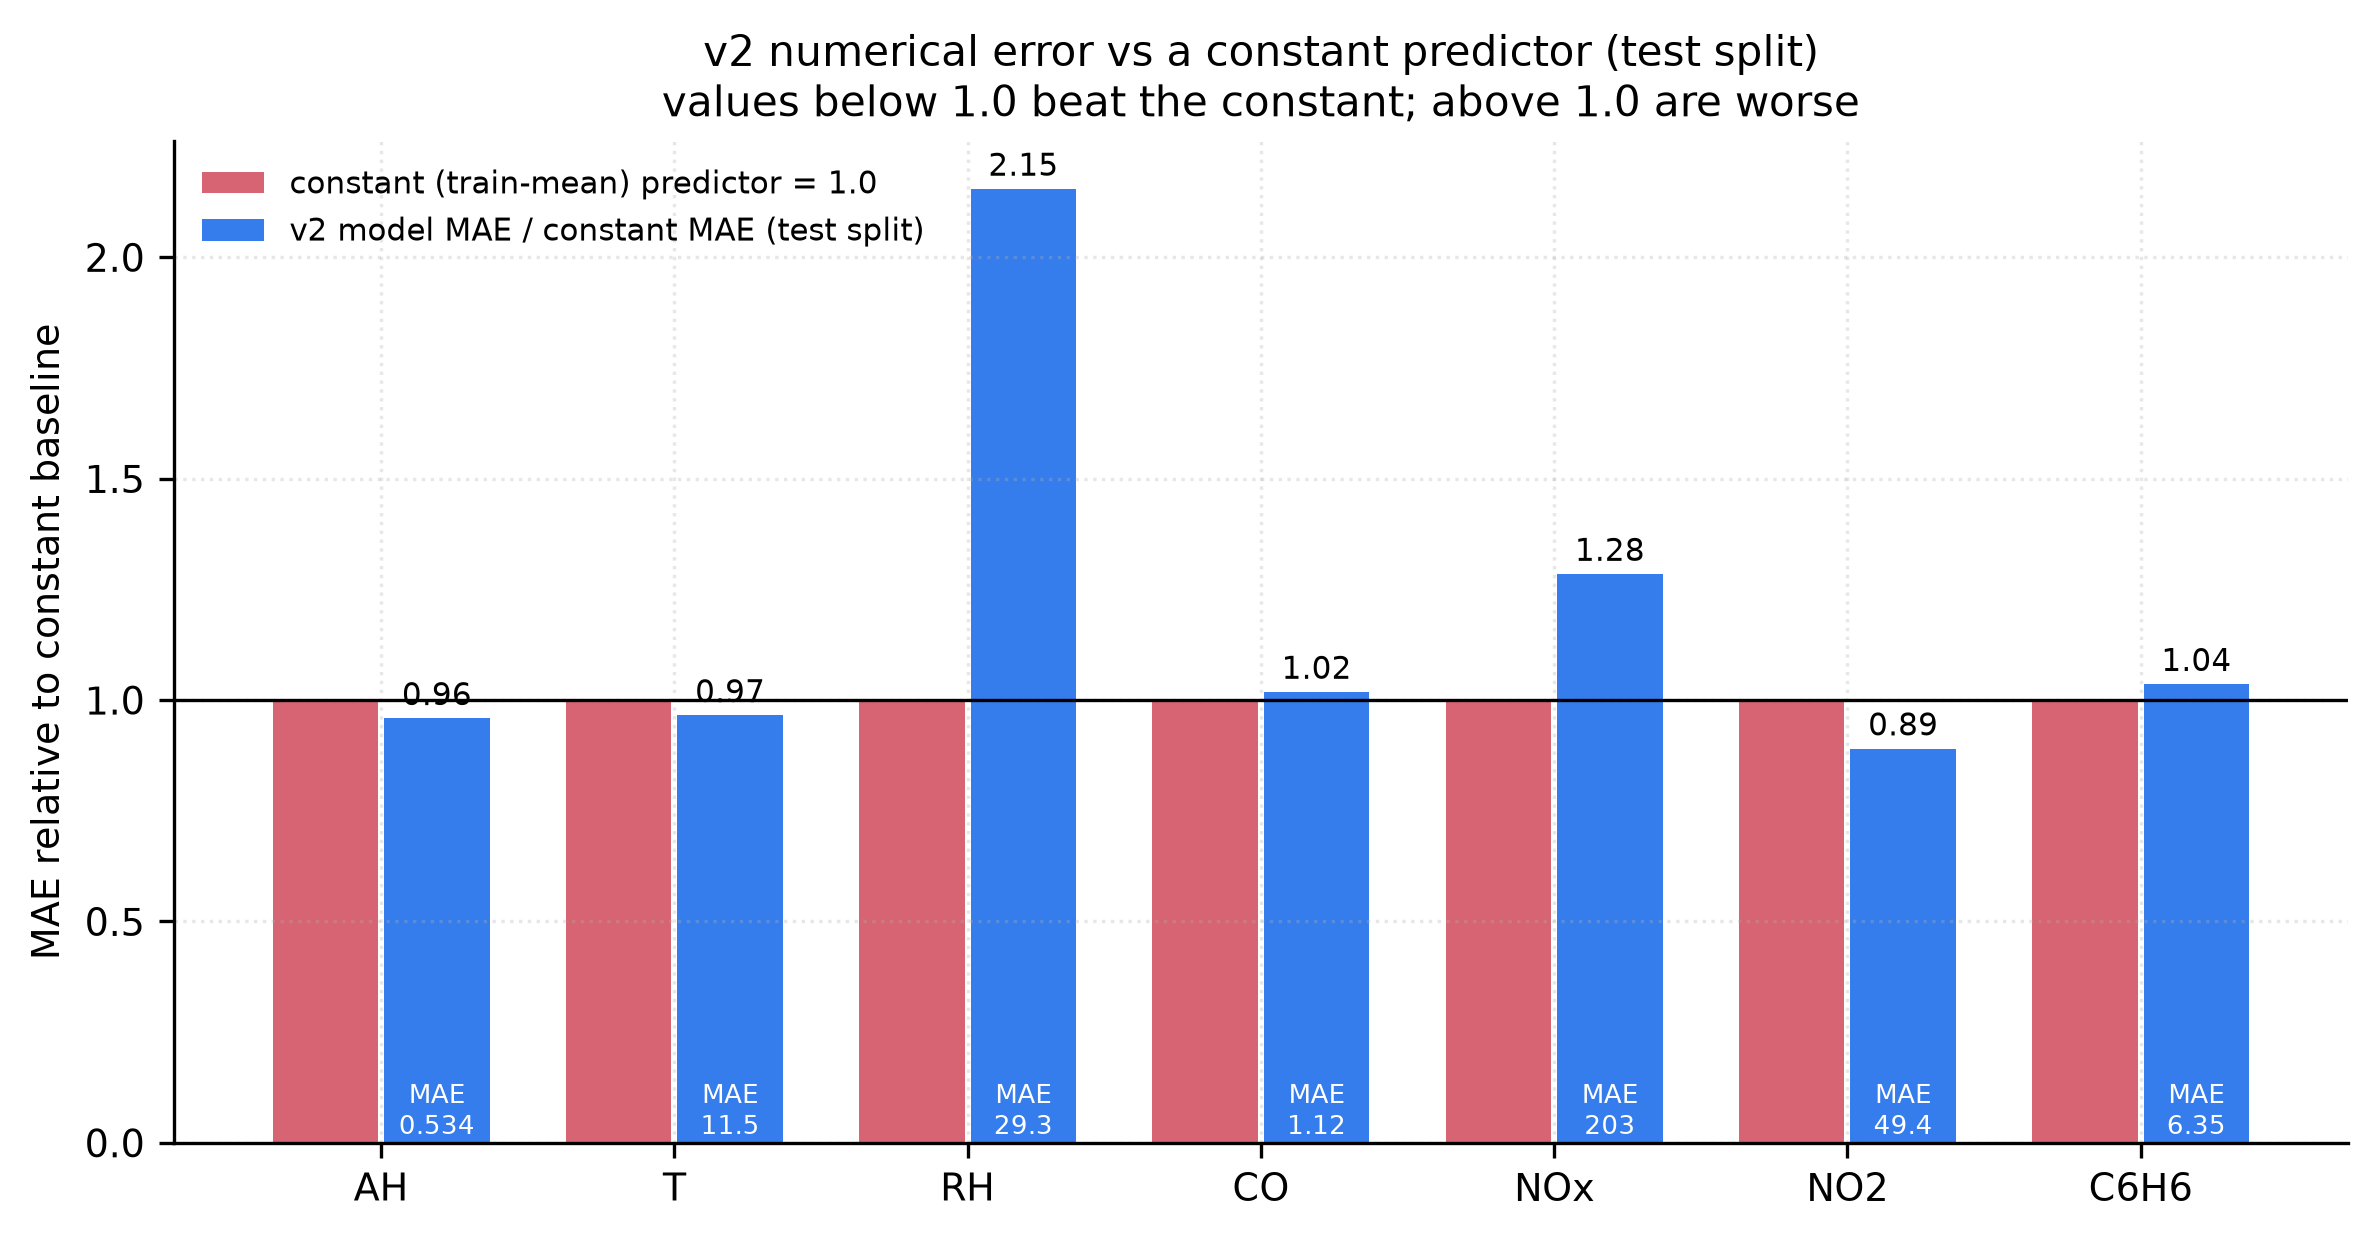 v2 numerical error vs a constant predictor (test split)
values below 1.0 beat the constant; above 1.0 are worse
constant (train-mean) predictor = 1.0
v2 model MAE / constant MAE (test split)
MAE relative to constant baseline
2.0
1.5
1.0
0.5
0.0
0.96
0.97
2.15
1.02
1.28
0.89
1.04
MAE
0.534
MAE
11.5
MAE
29.3
MAE
1.12
MAE
203
MAE
49.4
MAE
6.35
AH
T
RH
CO
NOx
NO2
C6H6